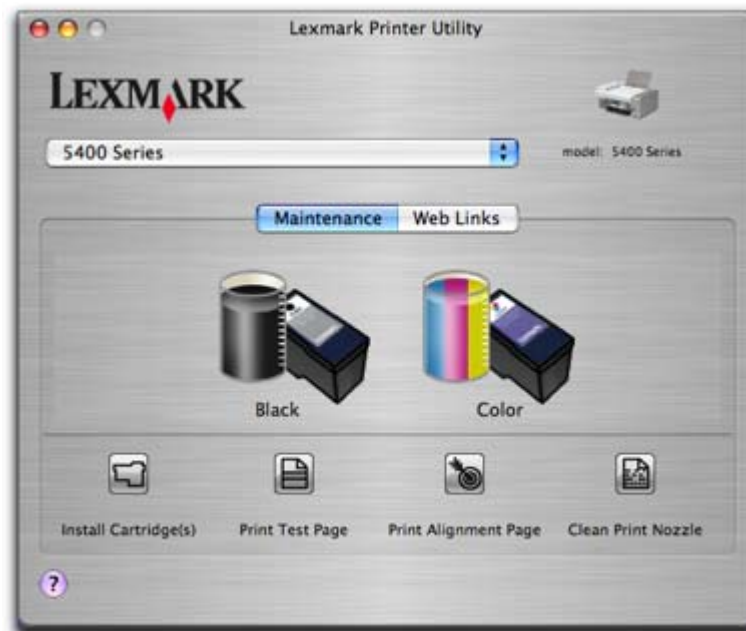 Lexmark Printer Utility
LEXMARK
5400 Series
model: 5400 Series
Maintenance
Web Links
Black
Color
Install Cartridge(s)
Print Test Page
Print Alignment Page
Clean Print Nozzle
?